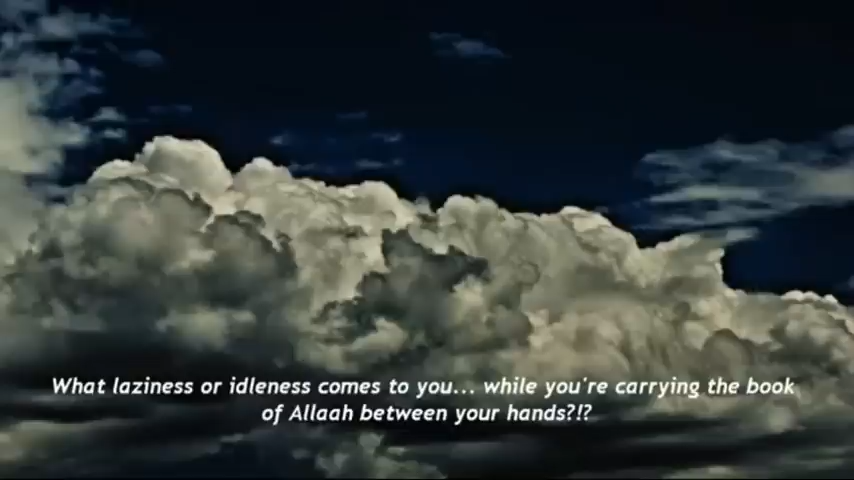 What laziness or idleness comes to you... while you're carrying the book
of Allaah between your hands?!?